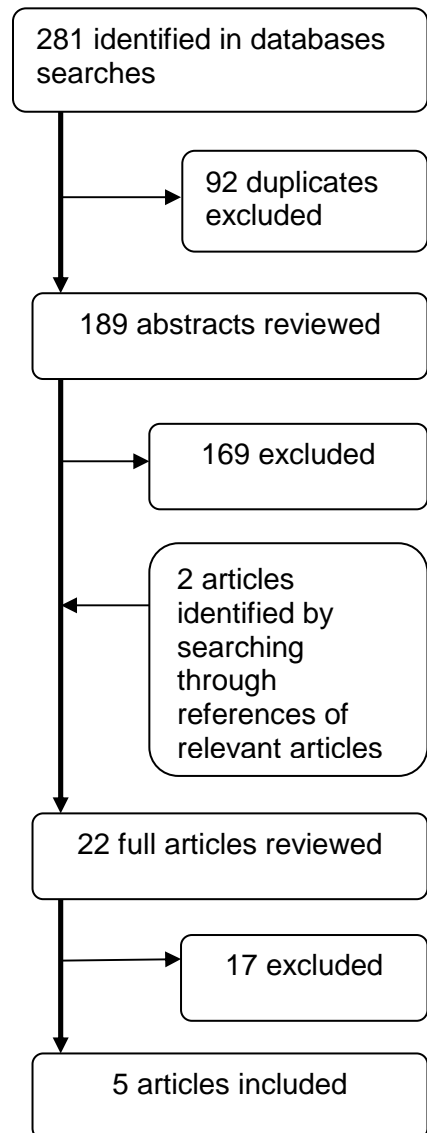 281 identified in databases
searches
92 duplicates
excluded
189 abstracts reviewed
169 excluded
2 articles
identified by
searching
through
references of
relevant articles
22 full articles reviewed
17 excluded
5 articles included